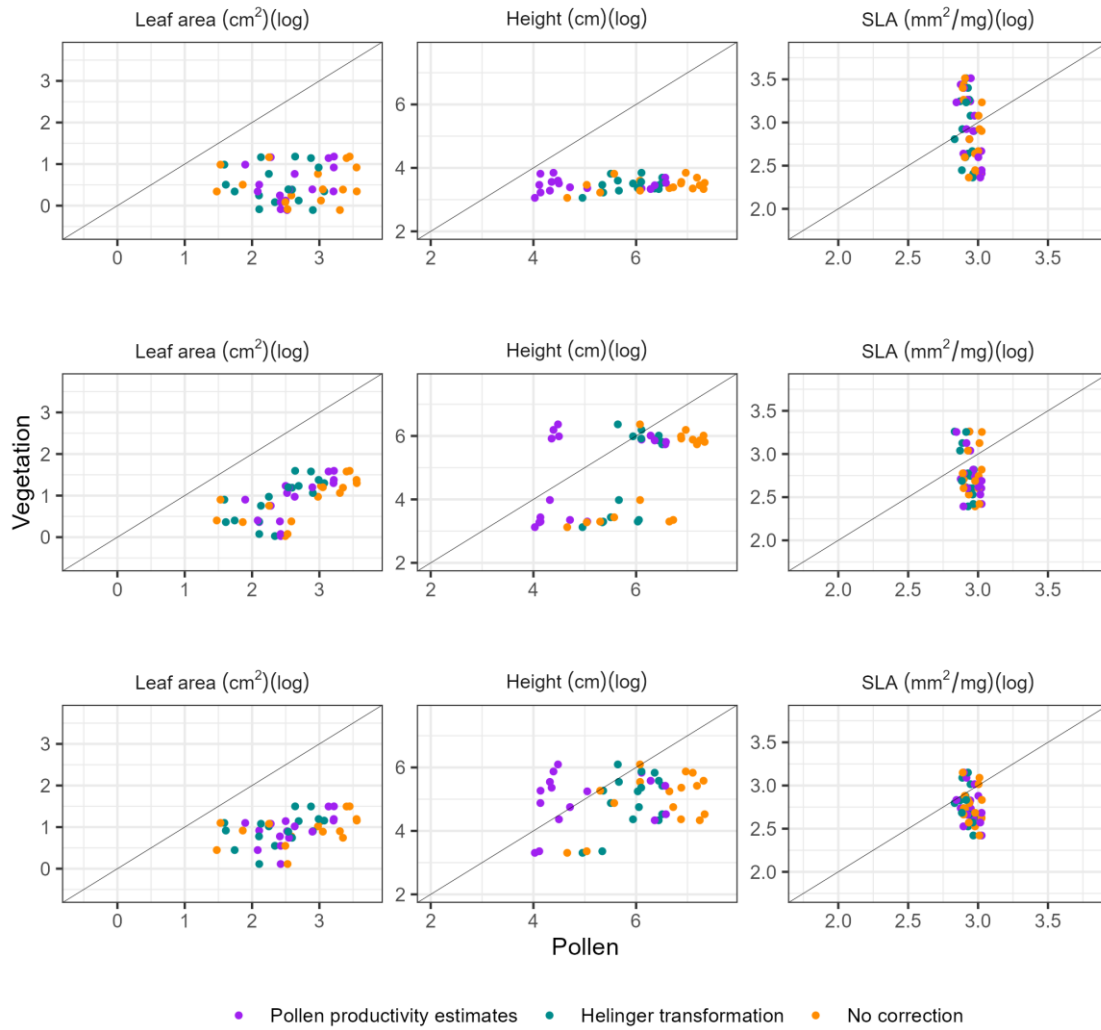 Leaf area (cm²)(log) Height (cm)(log) SLA (mm²/mg)(log)
3 2 1 0
6 4 2
3.5 3.0 2.5 2.0
0 1 2 3 2 4 6 2.0 2.5 3.0 3.5
Leaf area (cm²)(log) Height (cm)(log) SLA (mm²/mg)(log)
Vegetation
3 2 1 0
6 4 2
3.5 3.0 2.5 2.0
0 1 2 3 2 4 6 2.0 2.5 3.0 3.5
Leaf area (cm²)(log) Height (cm)(log) SLA (mm²/mg)(log)
3 2 1 0
6 4 2
3.5 3.0 2.5 2.0
0 1 2 3 2 4 6 2.0 2.5 3.0 3.5
Pollen
Pollen productivity estimates Helinger transformation No correction